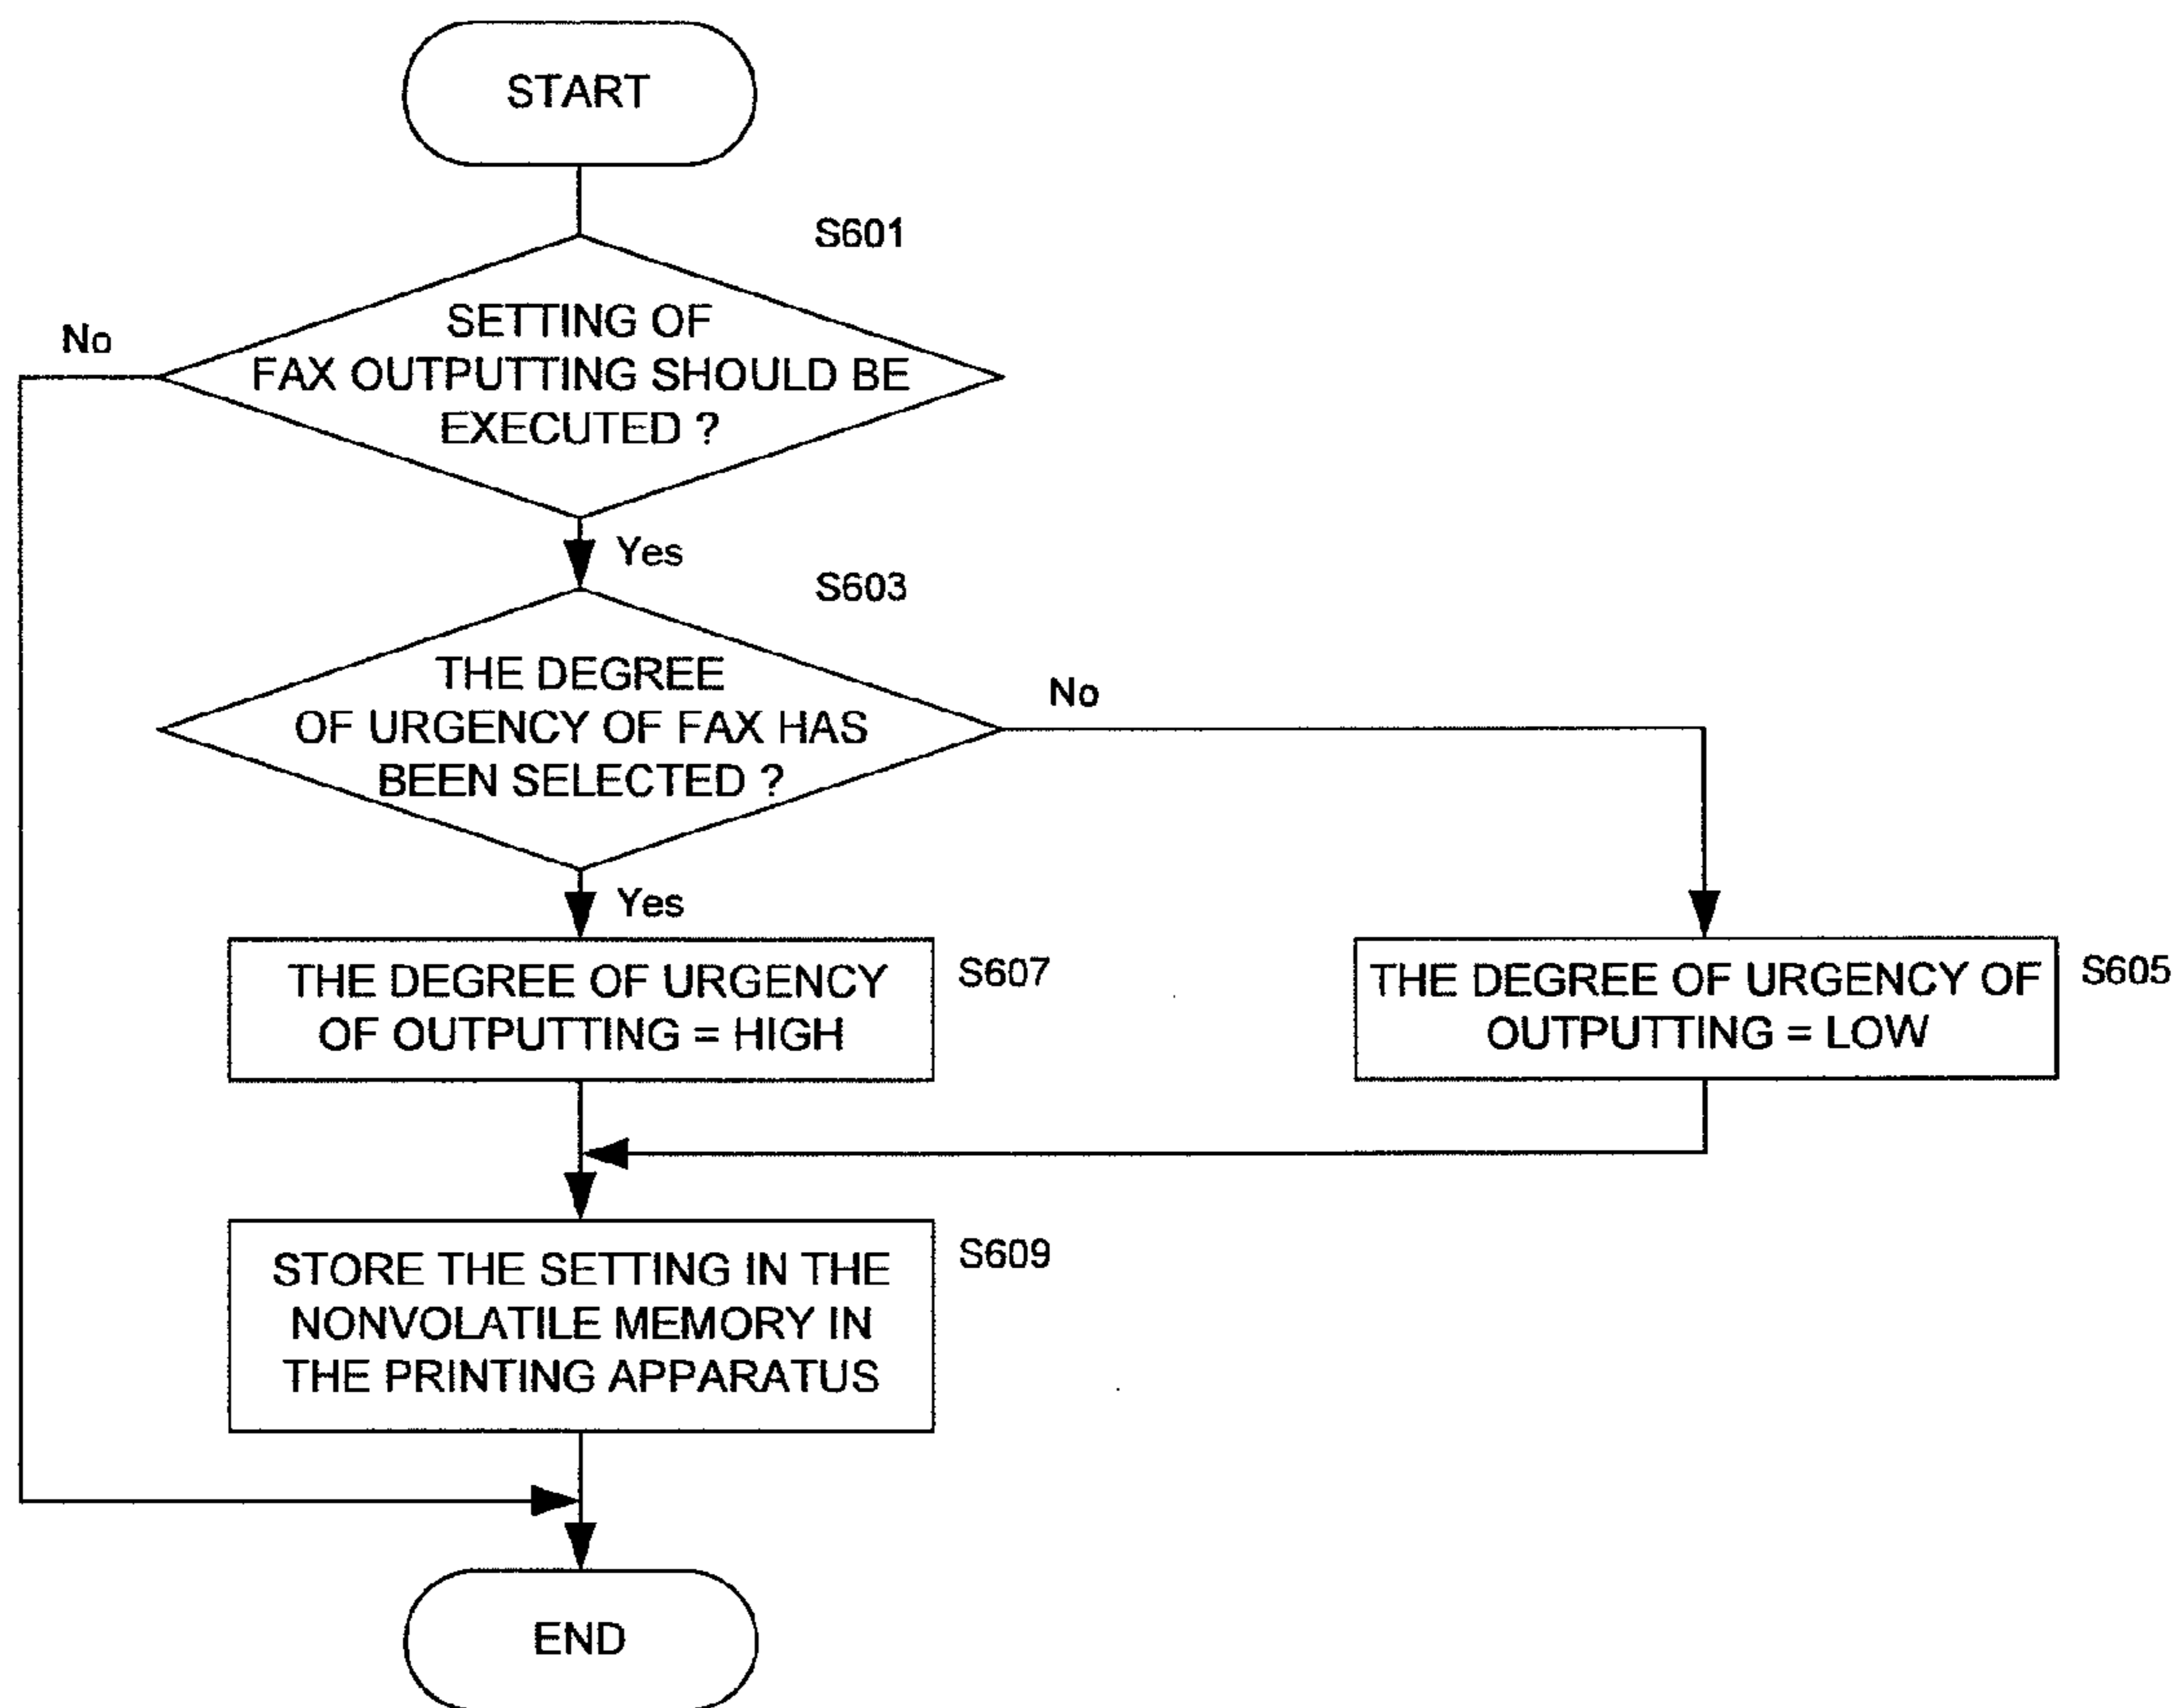 START
S601
SETTING OF
FAX OUTPUTTING SHOULD BE
EXECUTED ?
No
Yes
S603
THE DEGREE
OF URGENCY OF FAX HAS
BEEN SELECTED ?
No
Yes
THE DEGREE OF URGENCY
OF OUTPUTTING = HIGH
S607
THE DEGREE OF URGENCY OF
OUTPUTTING = LOW
S605
STORE THE SETTING IN THE
NONVOLATILE MEMORY IN
THE PRINTING APPARATUS
S609
END